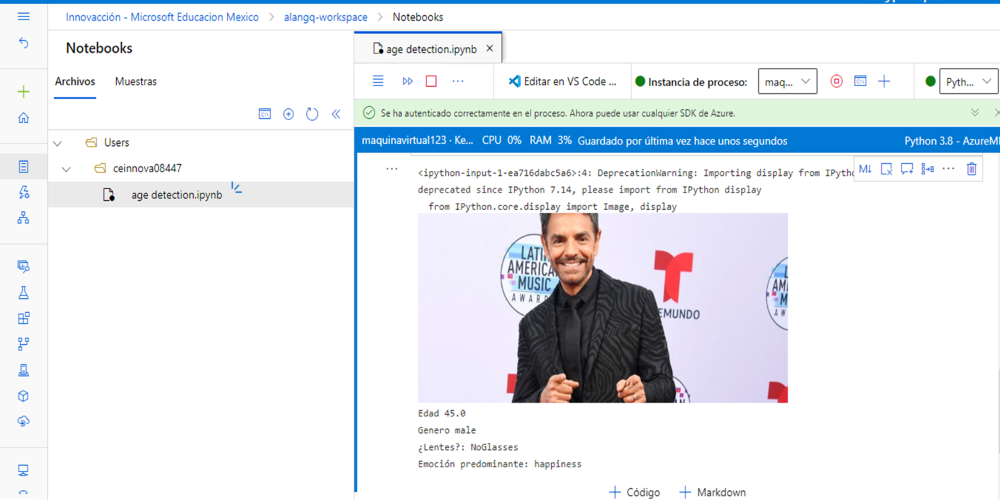 Innovacción - Microsoft Educacion Mexico > alangq-workspace > Notebooks
Notebooks
Archivos Muestras
Users
ceinnova08447
age detection.ipynb
age detection.ipynb
Editar en VS Code ...
Instancia de proceso:
maq...
Pyth...
Se ha autenticado correctamente en el proceso. Ahora puede usar cualquier SDK de Azure.
maquinavirtual123 · Ke... CPU 0% RAM 3% Guardado por última vez hace unos segundos Python 3.8 - AzureM
<ipython-input-1-ea716dabc5a6>:4: DeprecationWarning: Importing display from IPyth
deprecated since IPython 7.14, please import from IPython display
from IPython.core.display import Image, display
LATIN
AMERICAN
MUSIC
AWAR
EMUNDO
Edad 45.0
Genero male
¿Lentes?: NoGlasses
Emoción predominante: happiness
+ Código + Markdown